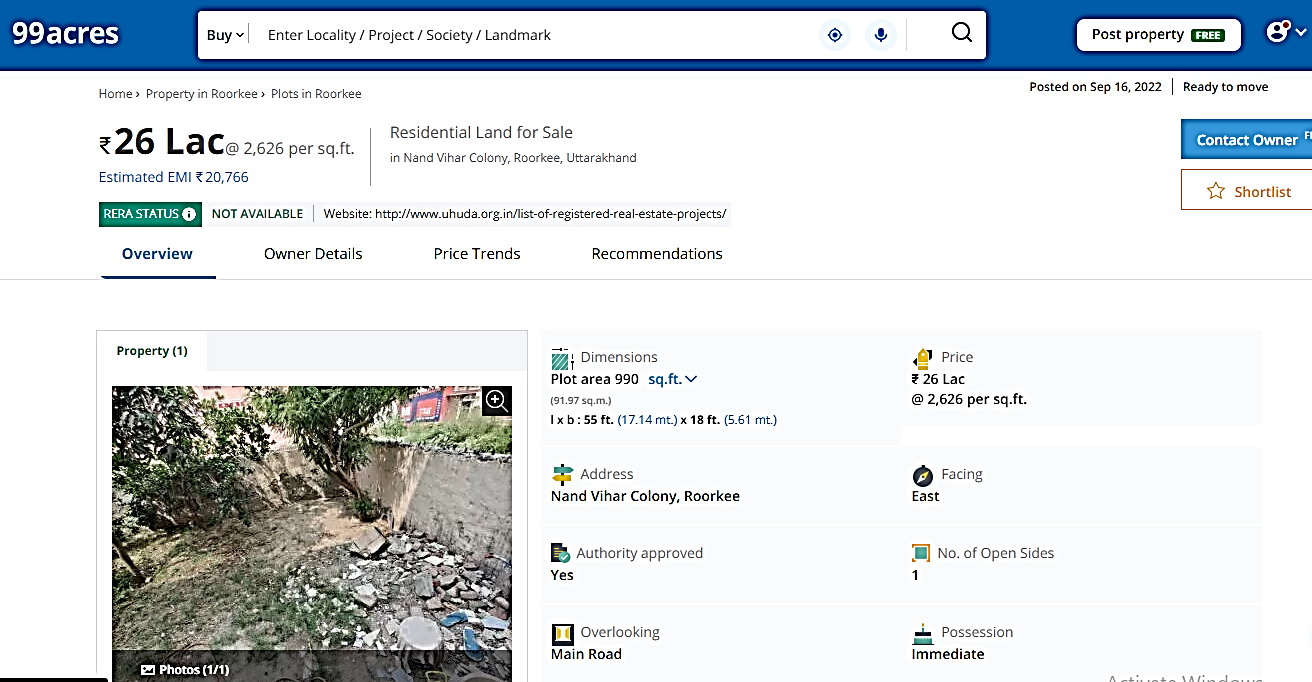 99acres
Buy Enter Locality / Project / Society / Landmark
Post property FREE
Home › Property in Roorkee › Plots in Roorkee
Posted on Sep 16, 2022 Ready to move
₹ 26 Lac @ 2,626 per sq.ft.
Estimated EMI ₹ 20,766
Residential Land for Sale
in Nand Vihar Colony, Roorkee, Uttarakhand
Contact Owner
Shortlist
RERA STATUS NOT AVAILABLE Website: http://www.uhuda.org.in/list-of-registered-real-estate-projects/
Overview Owner Details Price Trends Recommendations
Property (1)
Photos (1/1)
Dimensions
Plot area 990 sq.ft.
(91.97 sq.m.)
l x b : 55 ft. (17.14 mt.) x 18 ft. (5.61 mt.)
Price
₹ 26 Lac
@ 2,626 per sq.ft.
Address
Nand Vihar Colony, Roorkee
Facing
East
Authority approved
Yes
No. of Open Sides
1
Overlooking
Main Road
Possession
Immediate
Activate Windows